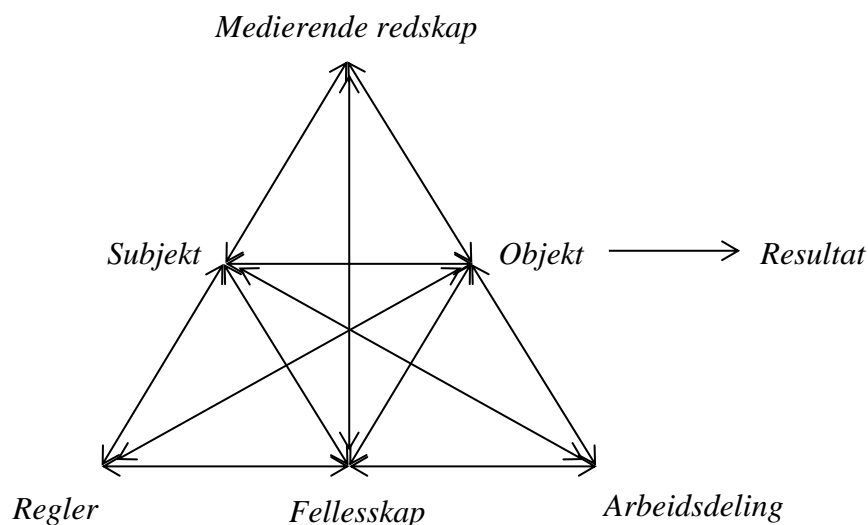 Medierende redskap
Subjekt
Objekt
Resultat
Regler
Fellesskap
Arbeidsdeling